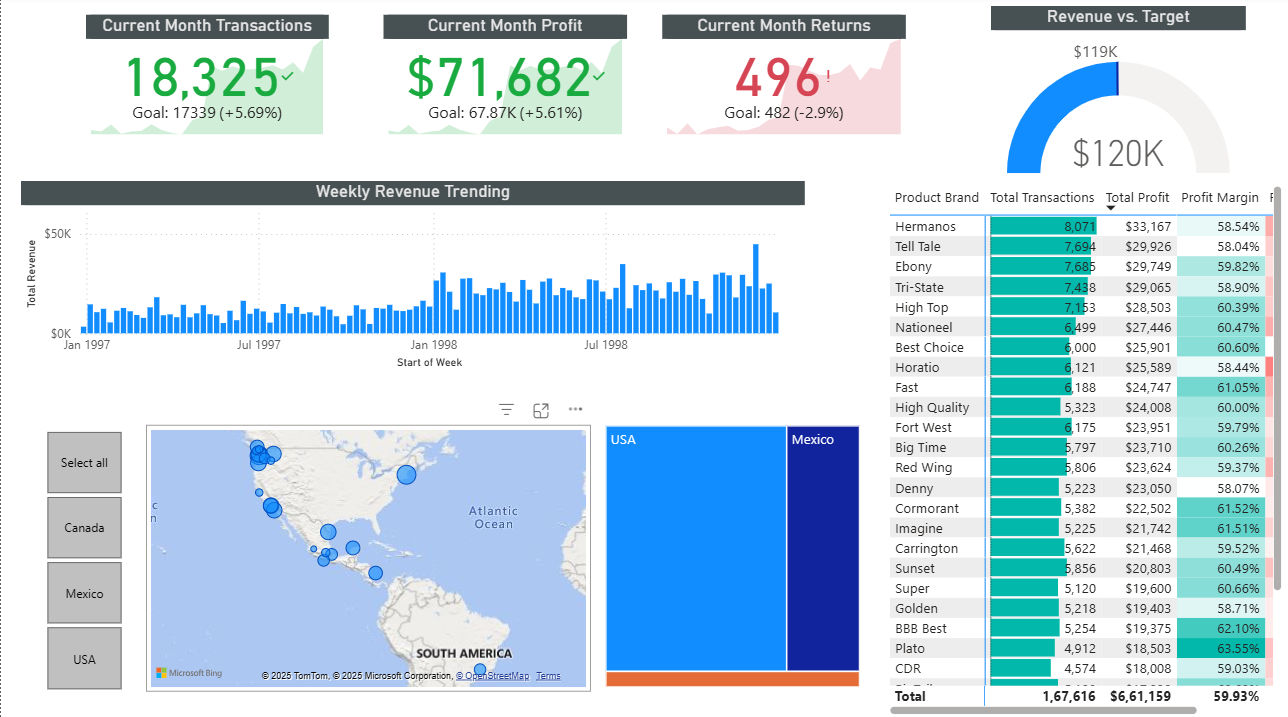 Current Month Transactions
18,325
Goal: 17339 (+5.69%)
Current Month Profit
$71,682
Goal: 67.87K (+5.61%)
Current Month Returns
496!
Goal: 482 (-2.9%)
Revenue vs. Target
$119K
$120K
Weekly Revenue Trending
Total Revenue
$50K
$0K
Jan 1997 Jul 1997 Jan 1998 Jul 1998
Start of Week
Select all
Canada
Mexico
USA
Atlantic
Ocean
SOUTH AMERICA
Microsoft Bing
© 2025 TomTom, © 2025 Microsoft Corporation, © OpenStreetMap Terms
USA
Mexico
Product Brand Total Transactions Total Profit Profit Margin
Hermanos 8,071 $33,167 58.54%
Tell Tale 7,694 $29,926 58.04%
Ebony 7,685 $29,749 59.82%
Tri-State 7,438 $29,065 58.90%
High Top 7,153 $28,503 60.39%
Nationeel 6,499 $27,446 60.47%
Best Choice 6,000 $25,901 60.60%
Horatio 6,121 $25,589 58.44%
Fast 6,188 $24,747 61.05%
High Quality 5,323 $24,008 60.00%
Fort West 6,175 $23,951 59.79%
Big Time 5,797 $23,710 60.26%
Red Wing 5,806 $23,624 59.37%
Denny 5,223 $23,050 58.07%
Cormorant 5,382 $22,502 61.52%
Imagine 5,225 $21,742 61.51%
Carrington 5,622 $21,468 59.52%
Sunset 5,856 $20,803 60.49%
Super 5,120 $19,600 60.66%
Golden 5,218 $19,403 58.71%
BBB Best 5,254 $19,375 62.10%
Plato 4,912 $18,503 63.55%
CDR 4,574 $18,008 59.03%
Total 1,67,616 $6,61,159 59.93%